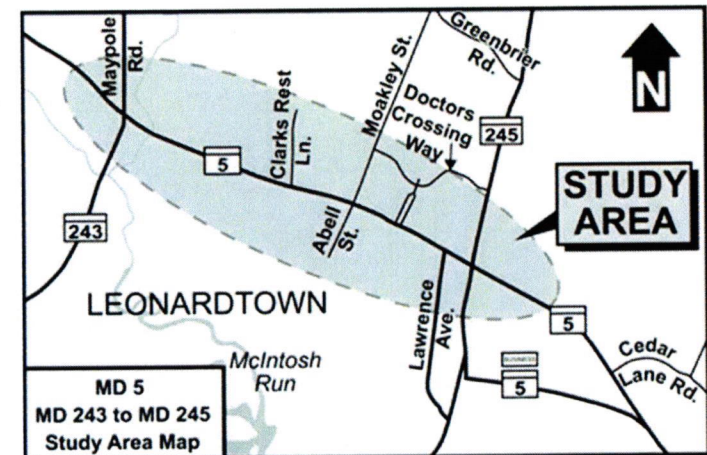 Maypole
Rd.
Clarks Rest
Ln.
Moakley St.
Greenbrier
Rd.
Doctors
Crossing
Way
245
N
STUDY
AREA
5
243
Abell
St.
LEONARDTOWN
Lawrence
Ave.
5
McIntosh
Run
BUSINESS
5
Cedar
Lane Rd.
MD 5
MD 243 to MD 245
Study Area Map